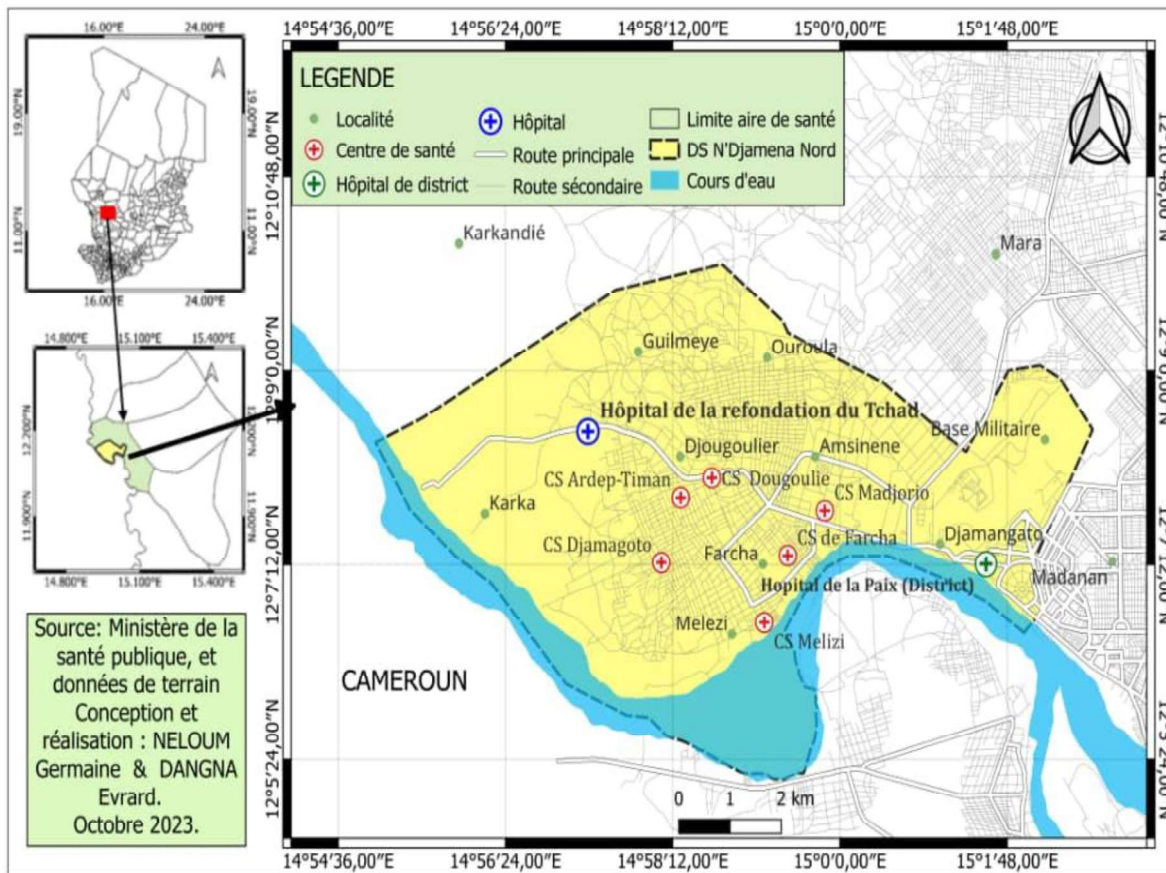 16.00°E 24.00°E
19.00°N 19.00°N
11.00°N 11.00°N
16.00°E 24.00°E
14.800°E 15.100°E 15.400°E
12.200°N
11.900°N
14.800°E 15.100°E 15.400°E
Source: Ministère de la
santé publique, et
données de terrain
Conception et
réalisation : NELOUM
Germaine & DANGNA
Evrard.
Octobre 2023.
14°54′36,00″E 14°56′24,00″E 14°58′12,00″E 15°0′0,00″E 15°1′48,00″E
LEGENDE
Localité
Centre de santé
Hôpital de district
Hôpital
Route principale
Route sécondaire
Limite aire de santé
DS N'Djamena Nord
Cours d'eau
12°10′48,00″N
12°9′0,00″N
12°7′12,00″N
12°5′24,00″N
Karkandié
Mara
Guilmeye
Ouroula
Hôpital de la refondation du Tchad
Base Militaire
Djougoulier
Amsinene
CS Ardep-Timan
CS Dougoulie
CS Madjorio
Karka
CS Djamagoto
Farcha
CS de Farcha
Djamangato
Hopital de la Paix (District)
Madanan
Melezi
CS Melizi
CAMEROUN
0 1 2 km
14°54′36,00″E 14°56′24,00″E 14°58′12,00″E 15°0′0,00″E 15°1′48,00″E